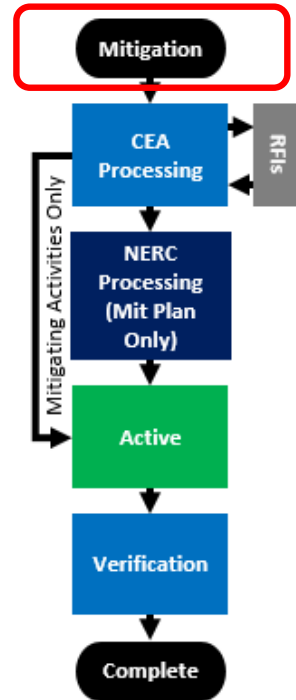 Mitigation
CEA
Processing
RFIs
Mitigating Activities Only
NERC
Processing
(Mit Plan
Only)
Active
Verification
Complete